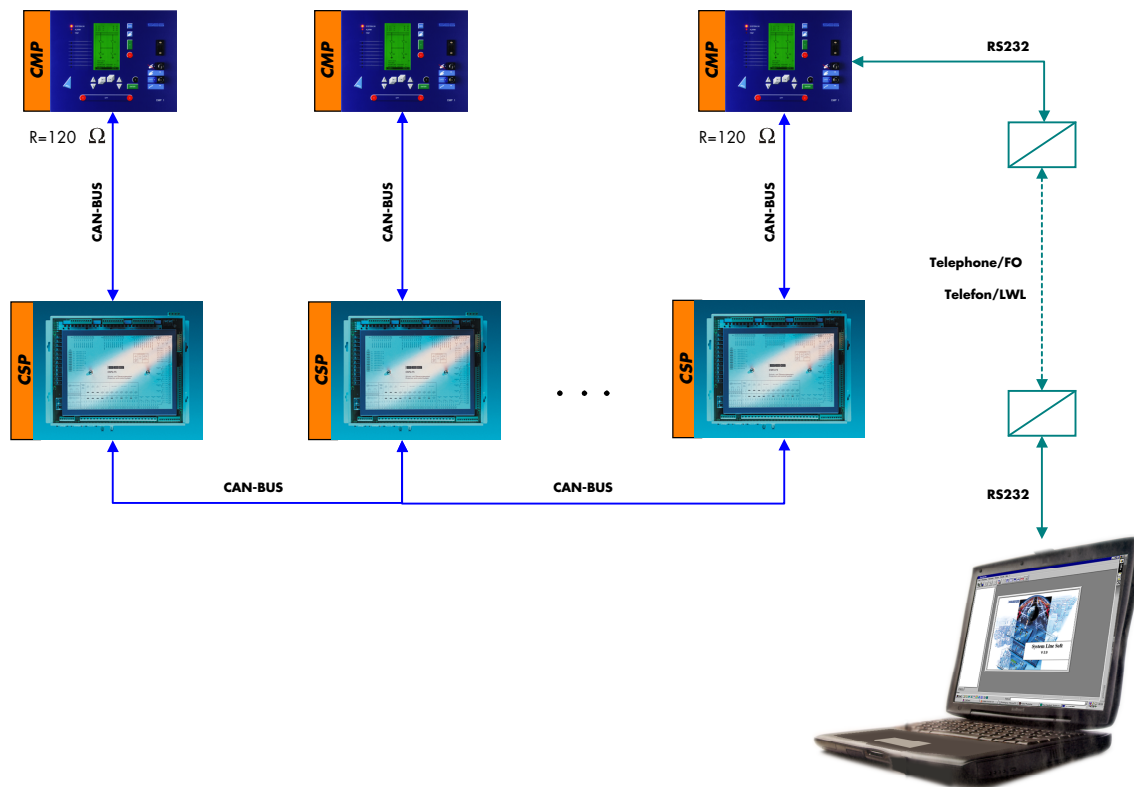 CMP
CMP
CMP
RS232
R=120 Ω
R=120 Ω
CAN-BUS
CAN-BUS
CAN-BUS
Telephone/FO
Telefon/LWL
CSP
CSP
. . .
CSP
CAN-BUS
CAN-BUS
RS232
System Line Soft